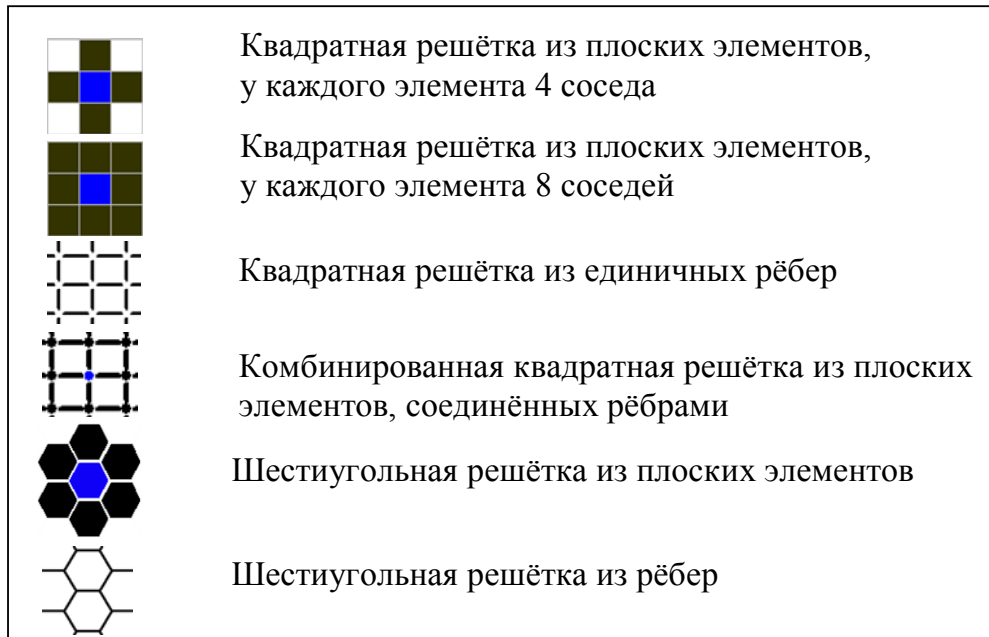 Квадратная решётка из плоских элементов,
у каждого элемента 4 соседа
Квадратная решётка из плоских элементов,
у каждого элемента 8 соседей
Квадратная решётка из единичных рёбер
Комбинированная квадратная решётка из плоских
элементов, соединённых рёбрами
Шестиугольная решётка из плоских элементов
Шестиугольная решётка из рёбер